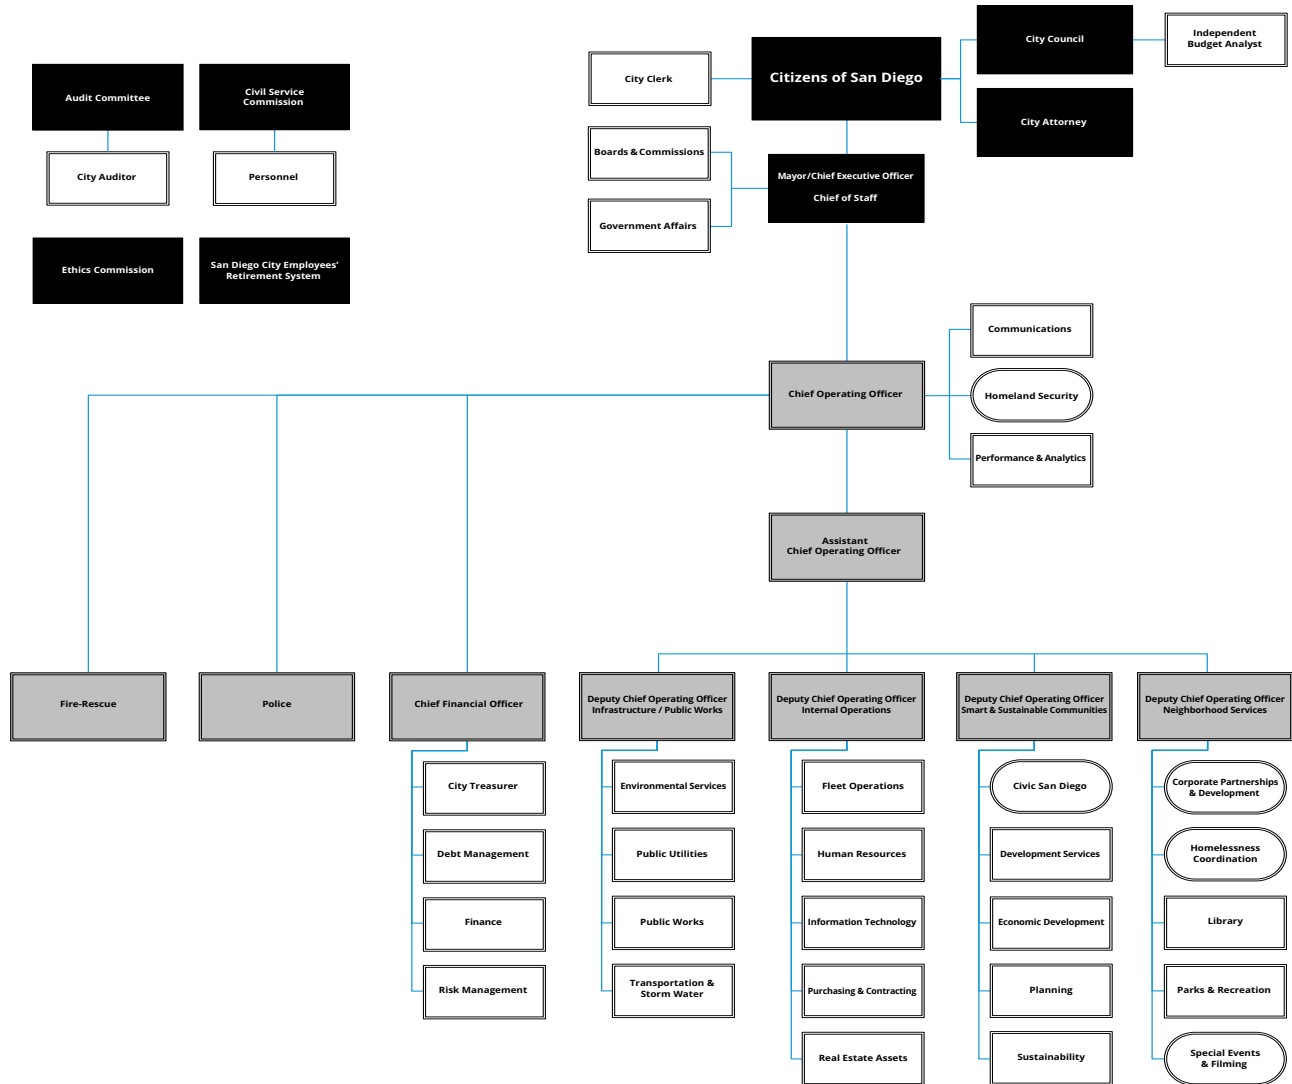 City Council
Independent
Budget Analyst
City Clerk
Citizens of San Diego
City Attorney
Audit Committee
Civil Service
Commission
Boards & Commissions
Mayor/Chief Executive Officer
Chief of Staff
City Auditor
Personnel
Government Affairs
Ethics Commission
San Diego City Employees’
Retirement System
Communications
Chief Operating Officer
Homeland Security
Performance & Analytics
Assistant
Chief Operating Officer
Fire-Rescue
Police
Chief Financial Officer
Deputy Chief Operating Officer
Infrastructure / Public Works
Deputy Chief Operating Officer
Internal Operations
Deputy Chief Operating Officer
Smart & Sustainable Communities
Deputy Chief Operating Officer
Neighborhood Services
City Treasurer
Debt Management
Finance
Risk Management
Environmental Services
Public Utilities
Public Works
Transportation &
Storm Water
Fleet Operations
Human Resources
Information Technology
Purchasing & Contracting
Real Estate Assets
Civic San Diego
Development Services
Economic Development
Planning
Sustainability
Corporate Partnerships
& Development
Homelessness
Coordination
Library
Parks & Recreation
Special Events
& Filming